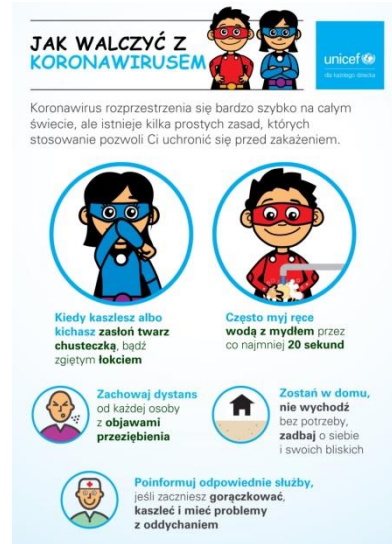 JAK WALCZYĆ Z
KORONAWIRUSEM
unicef
dla każdego dziecka
Koronawirus rozprzestrzenia się bardzo szybko na całym
świecie, ale istnieje kilka prostych zasad, których
stosowanie pozwoli Ci uchronić się przed zakażeniem.
Kiedy kaszlesz albo
kichasz zasłoń twarz
chusteczką, bądź
zgiętym łokciem
Często myj ręce
wodą z mydłem przez
co najmniej 20 sekund
Zachowaj dystans
od każdej osoby
z objawami
przeziębienia
Zostań w domu,
nie wychodź
bez potrzeby,
zadbaj o siebie
i swoich bliskich
Poinformuj odpowiednie służby,
jeśli zaczniesz gorączkować,
kaszleć i mieć problemy
z oddychaniem